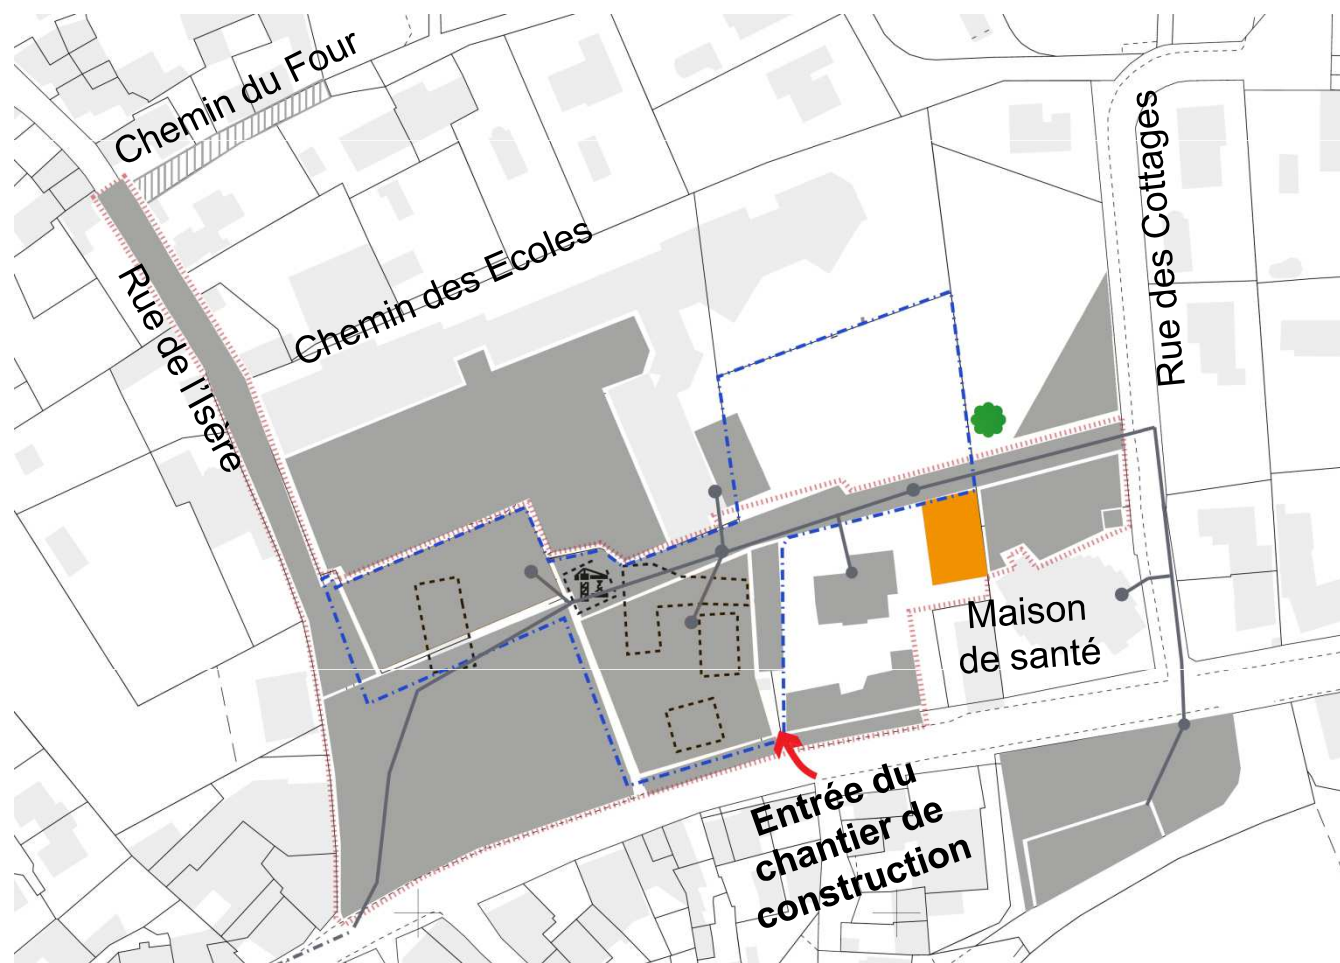 Chemin du Four
Rue des Cottages
Chemin des Ecoles
Rue de l'Isère
Maison
de santé
Entrée du
chantier de
construction